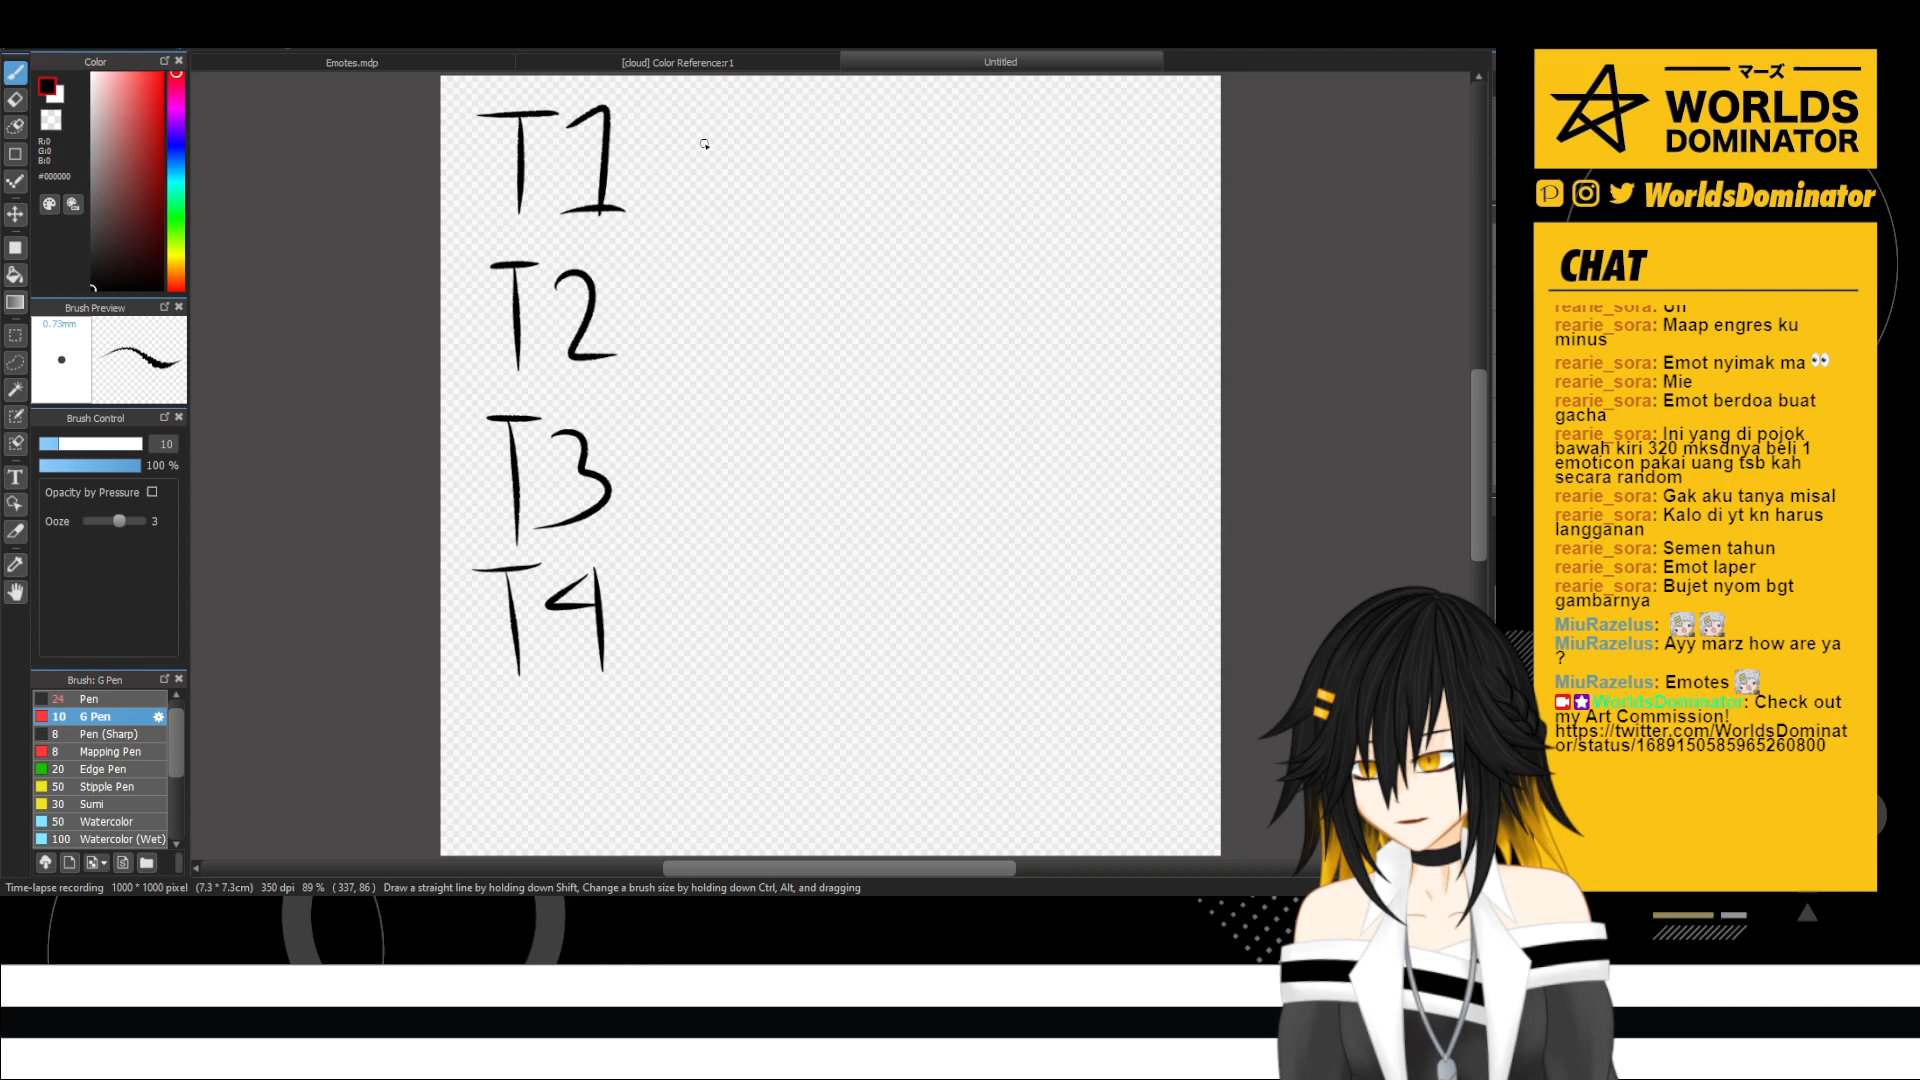 Color
Emotes.mdp
[cloud] Color Reference:r1
Untitled
R:0
G:0
B:0
#000000
Brush Preview
0.73mm
Brush Control
10
100 %
Opacity by Pressure
Ooze 3
Brush: G Pen
24 Pen
10 G Pen
8 Pen (Sharp)
8 Mapping Pen
20 Edge Pen
50 Stipple Pen
30 Sumi
50 Watercolor
100 Watercolor (Wet)
T
T1
T2
T3
T4
Time-lapse recording 1000 * 1000 pixel (7.3 * 7.3cm) 350 dpi 89 % ( 337, 86 ) Draw a straight line by holding down Shift, Change a brush size by holding down Ctrl, Alt, and dragging
マーズ
WORLDS
DOMINATOR
WorldsDominator
CHAT
rearie_sora: Uh
rearie_sora: Maap engres ku
minus
rearie_sora: Emot nyimak ma 👀
rearie_sora: Mie
rearie_sora: Emot berdoa buat
gacha
rearie_sora: Ini yang di pojok
bawah kiri 320 mksdnya beli 1
emoticon pakai uang tsb kah
secara random
rearie_sora: Gak aku tanya misal
rearie_sora: Kalo di yt kn harus
langganan
rearie_sora: Semen tahun
rearie_sora: Emot laper
rearie_sora: Bujet nyom bgt
gambarnya
MiuRazelus:
MiuRazelus: Ayy marz how are ya
?
MiuRazelus: Emotes
WorldsDominator: Check out
my Art Commission!
https://twitter.com/WorldsDominat
or/status/1689150585965260800